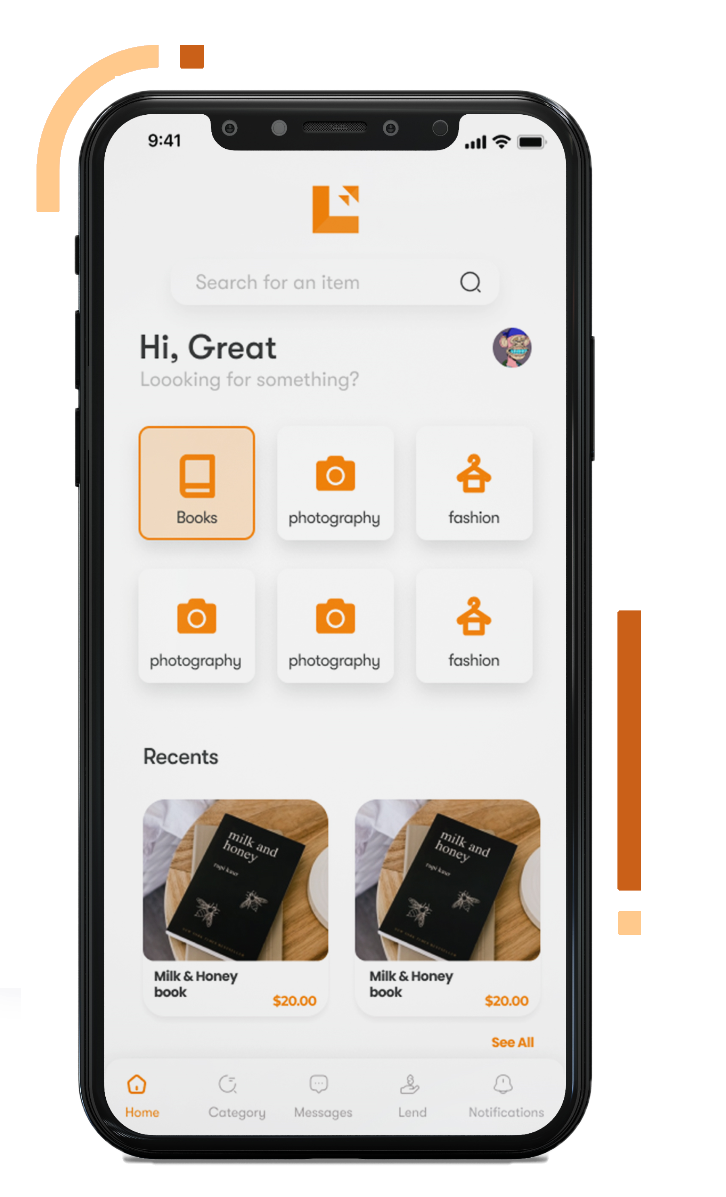 9:41
Search for an item
Hi, Great
Loooking for something?
Books
photography
fashion
photography
photography
fashion
Recents
milk and
honey
rupi kaur
milk and
honey
rupi kaur
Milk & Honey
book
$20.00
Milk & Honey
book
$20.00
See All
Home
Category
Messages
Lend
Notifications